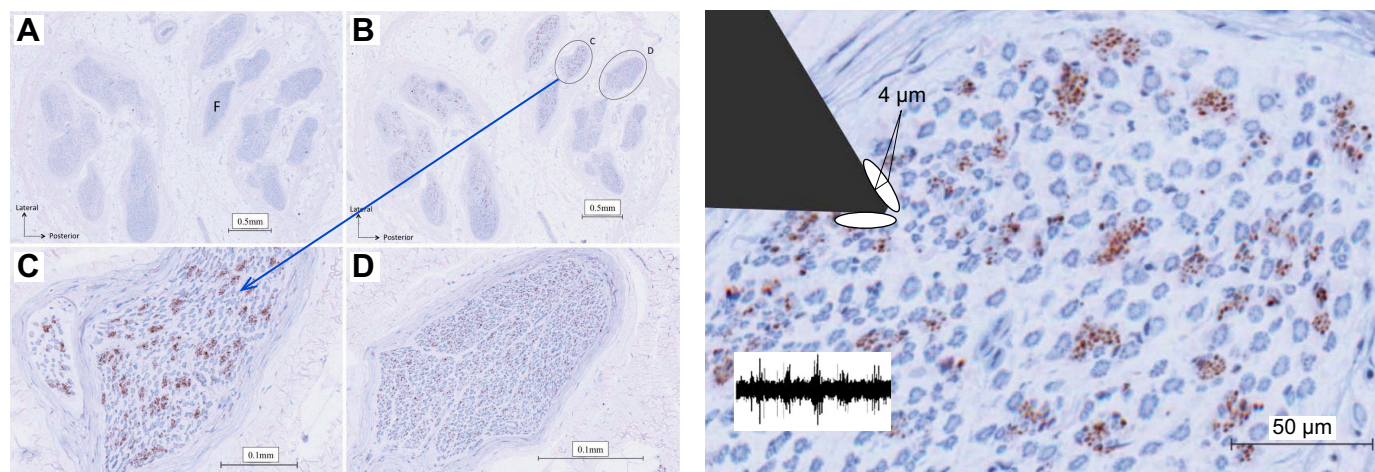 A
F
Lateral
Posterior
0.5mm
B
C
D
Lateral
Posterior
0.5mm
C
0.1mm
D
0.1mm
4 µm
50 µm